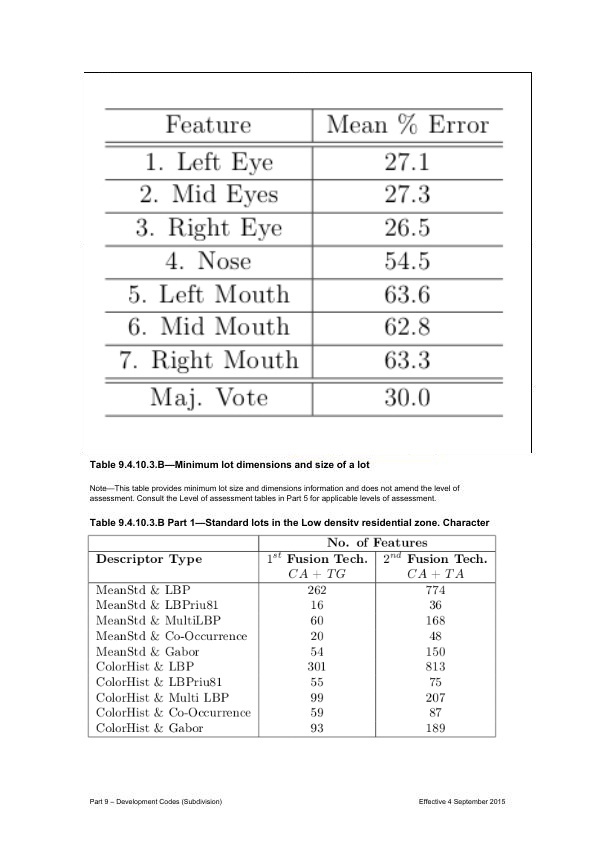 Feature Mean % Error
1. Left Eye 27.1
2. Mid Eyes 27.3
3. Right Eye 26.5
4. Nose 54.5
5. Left Mouth 63.6
6. Mid Mouth 62.8
7. Right Mouth 63.3
Maj. Vote 30.0
Table 9.4.10.3.B—Minimum lot dimensions and size of a lot
Note—This table provides minimum lot size and dimensions information and does not amend the level of
assessment. Consult the Level of assessment tables in Part 5 for applicable levels of assessment.
Table 9.4.10.3.B Part 1—Standard lots in the Low density residential zone. Character
No. of Features
Descriptor Type 1st Fusion Tech. 2nd Fusion Tech.
CA + TG CA + TA
MeanStd & LBP 262 774
MeanStd & LBPriu81 16 36
MeanStd & MultiLBP 60 168
MeanStd & Co-Occurrence 20 48
MeanStd & Gabor 54 150
ColorHist & LBP 301 813
ColorHist & LBPriu81 55 75
ColorHist & Multi LBP 99 207
ColorHist & Co-Occurrence 59 87
ColorHist & Gabor 93 189
Part 9 – Development Codes (Subdivision) Effective 4 September 2015